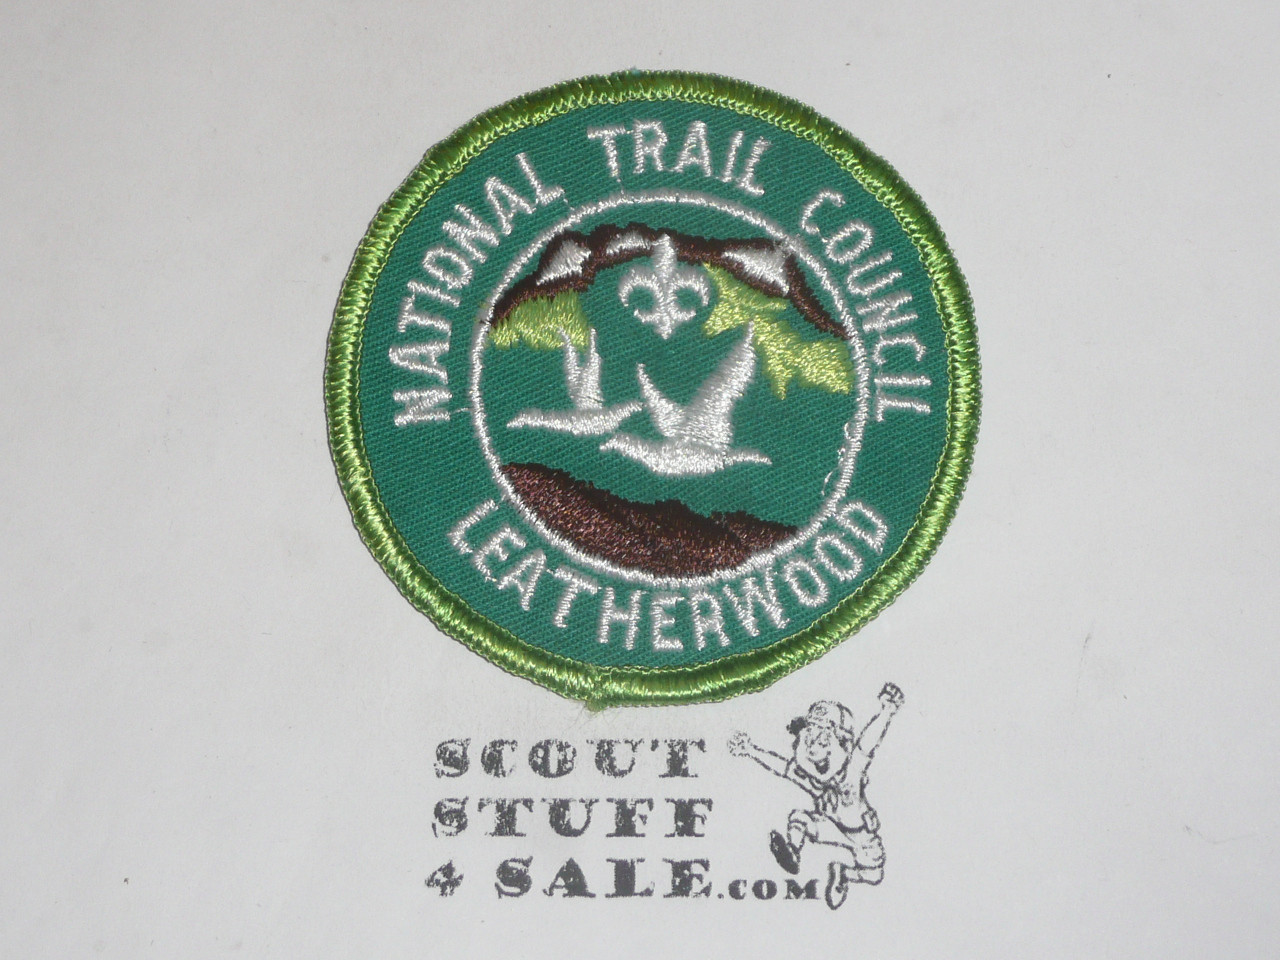 NATIONAL TRAIL COUNCIL
LEATHERWOOD
SCOUT
STUFF
4 SALE.COM